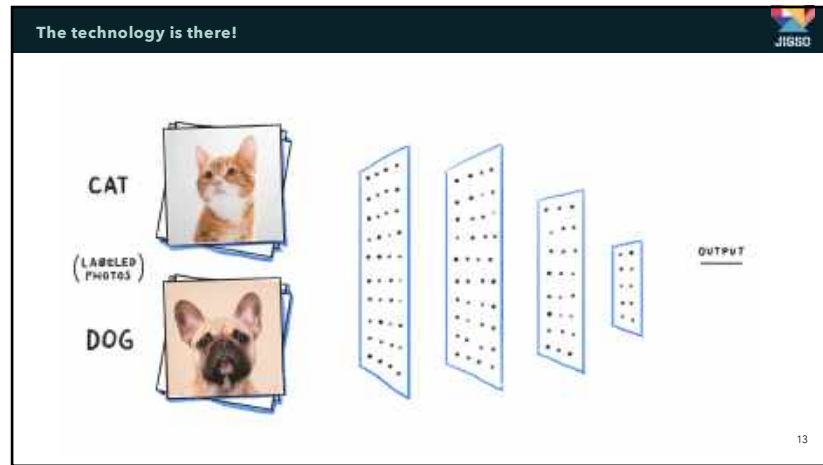 The technology is there!
JIGSO
CAT
(LABELED
PHOTOS)
DOG
OUTPUT
13